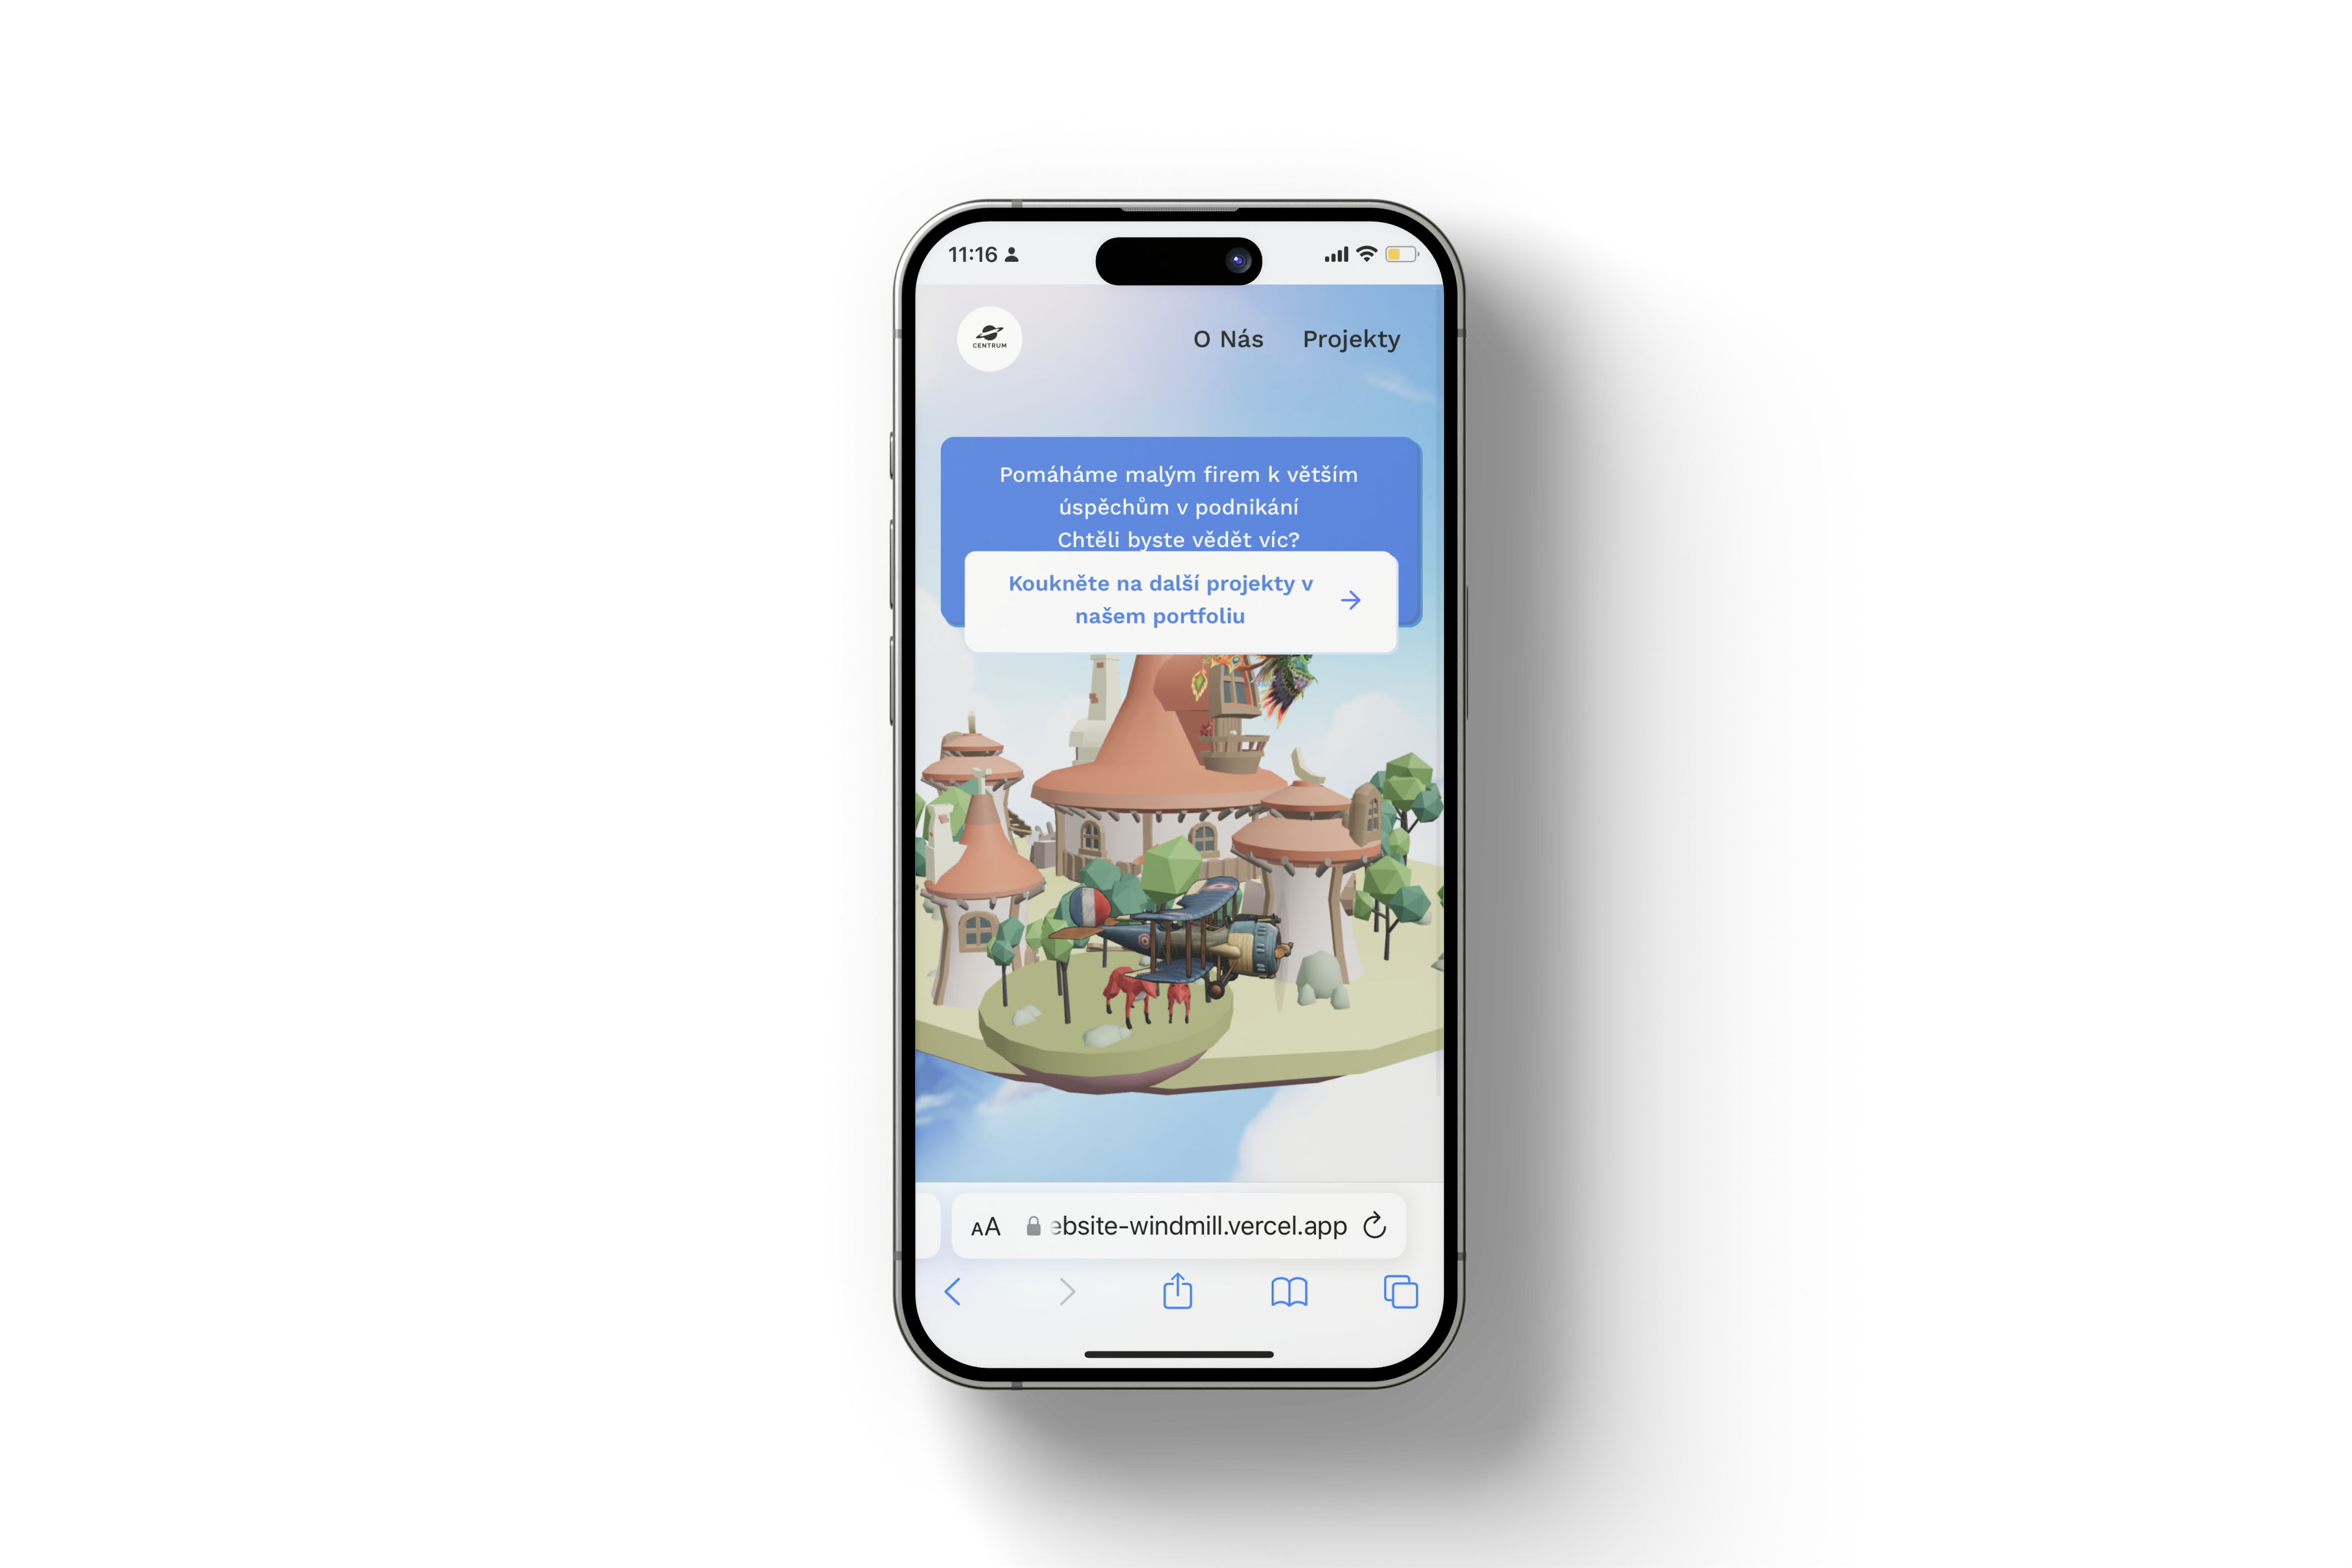 11:16
CENTRUM
O Nás Projekty
Pomáháme malým firem k větším
úspěchům v podnikání
Chtěli byste vědět víc?
Koukněte na další projekty v
našem portfoliu
AA ebsite-windmill.vercel.app